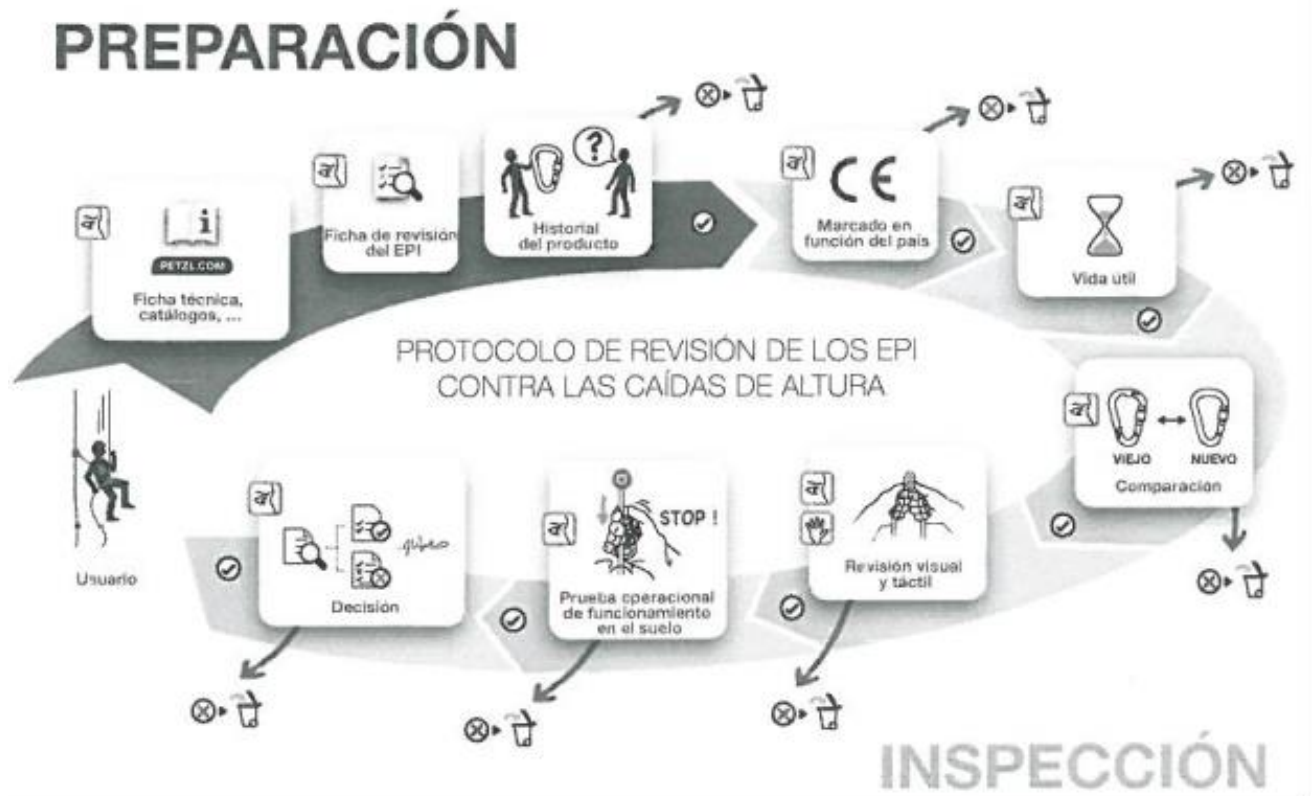 PREPARACIÓN
i
PETZL.COM
Ficha técnica,
catálogos, ...
Ficha de revisión
del EPI
?
Historial
del producto
CE
Marcado en
función del país
Vida útil
PROTOCOLO DE REVISIÓN DE LOS EPI
CONTRA LAS CAÍDAS DE ALTURA
VIEJO NUEVO
Comparación
Revisión visual
y táctil
STOP !
Prueba operacional
de funcionamiento
en el suelo
Decisión
Usuario
INSPECCIÓN